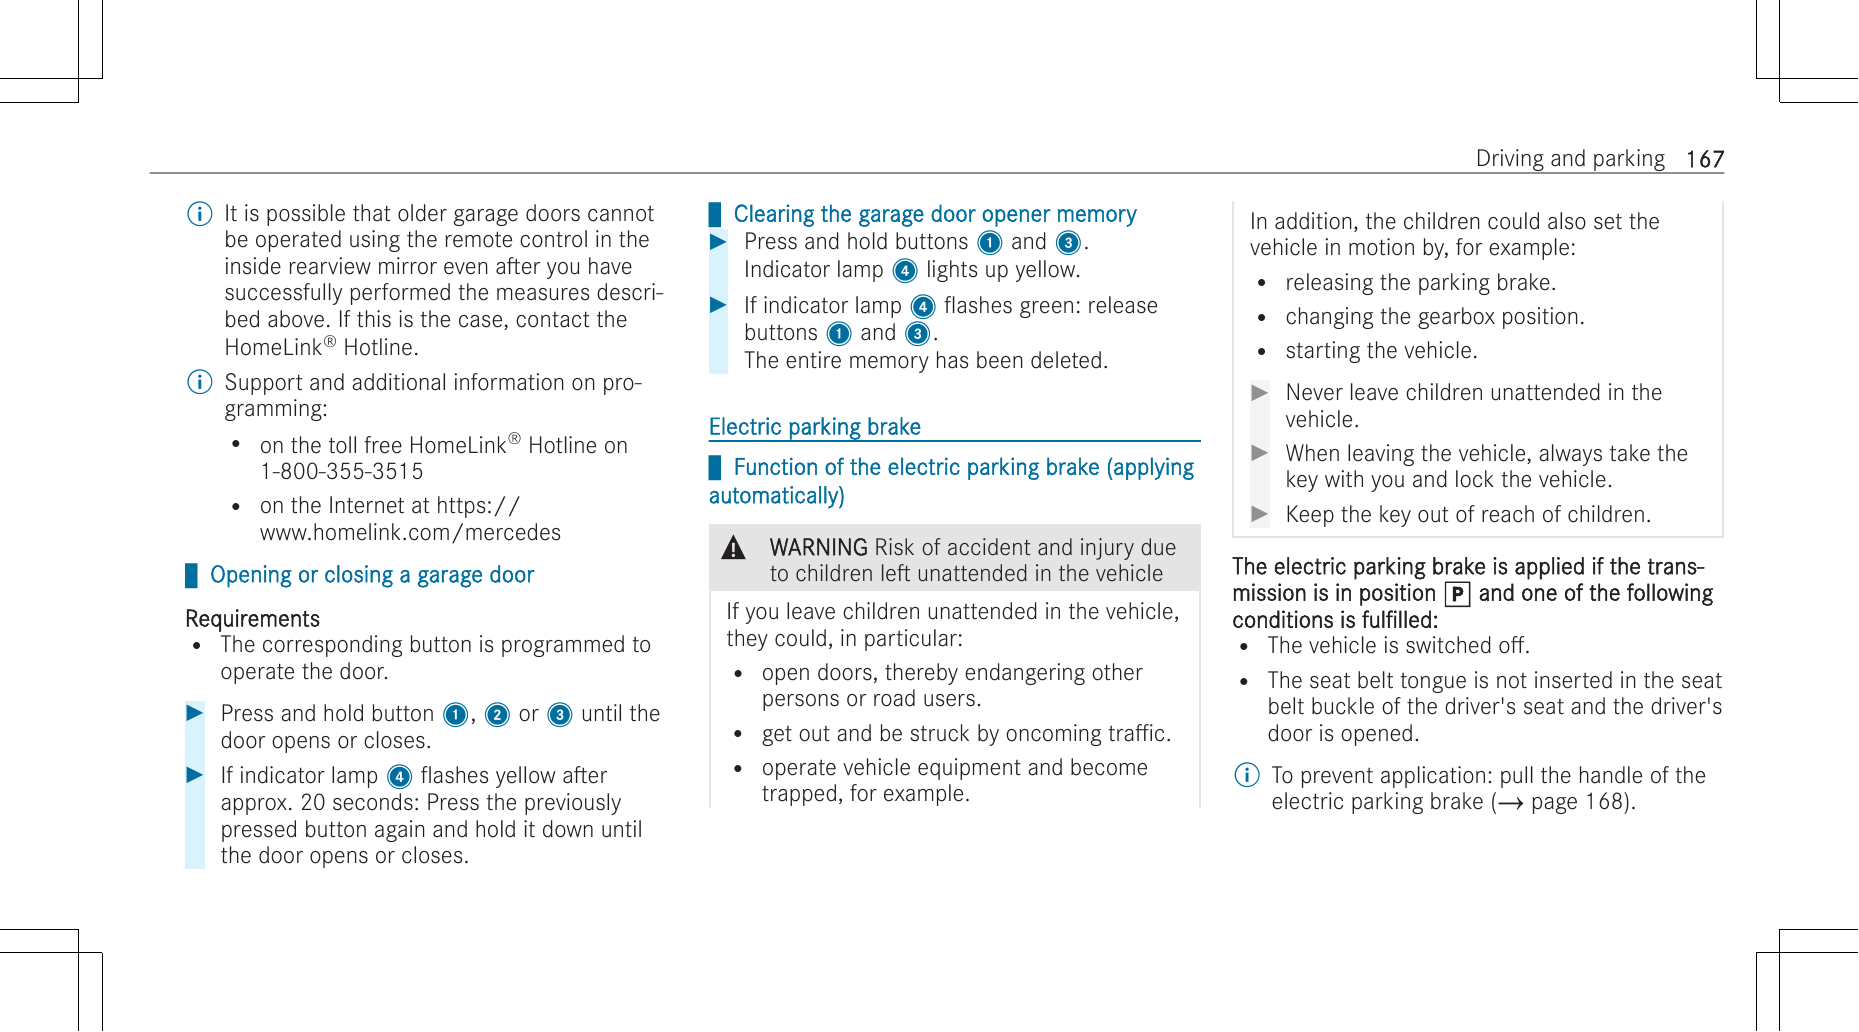 Driving and parking 167
It is possible that older garage doors cannot
be operated using the remote control in the
inside rearview mirror even after you have
successfully performed the measures descri-
bed above. If this is the case, contact the
HomeLink® Hotline.
Support and additional information on pro-
gramming:
• on the toll free HomeLink® Hotline on
1-800-355-3515
• on the Internet at https://
www.homelink.com/mercedes
Opening or closing a garage door
Requirements
• The corresponding button is programmed to
operate the door.
Press and hold button 1, 2 or 3 until the
door opens or closes.
If indicator lamp 4 flashes yellow after
approx. 20 seconds: Press the previously
pressed button again and hold it down until
the door opens or closes.
Clearing the garage door opener memory
Press and hold buttons 1 and 3.
Indicator lamp 4 lights up yellow.
If indicator lamp 4 flashes green: release
buttons 1 and 3.
The entire memory has been deleted.
Electric parking brake
Function of the electric parking brake (applying
automatically)
WARNING Risk of accident and injury due
to children left unattended in the vehicle
If you leave children unattended in the vehicle,
they could, in particular:
• open doors, thereby endangering other
persons or road users.
• get out and be struck by oncoming traffic.
• operate vehicle equipment and become
trapped, for example.
In addition, the children could also set the
vehicle in motion by, for example:
• releasing the parking brake.
• changing the gearbox position.
• starting the vehicle.
Never leave children unattended in the
vehicle.
When leaving the vehicle, always take the
key with you and lock the vehicle.
Keep the key out of reach of children.
The electric parking brake is applied if the trans-
mission is in position P and one of the following
conditions is fulfilled:
• The vehicle is switched off.
• The seat belt tongue is not inserted in the seat
belt buckle of the driver's seat and the driver's
door is opened.
To prevent application: pull the handle of the
electric parking brake (→ page 168).